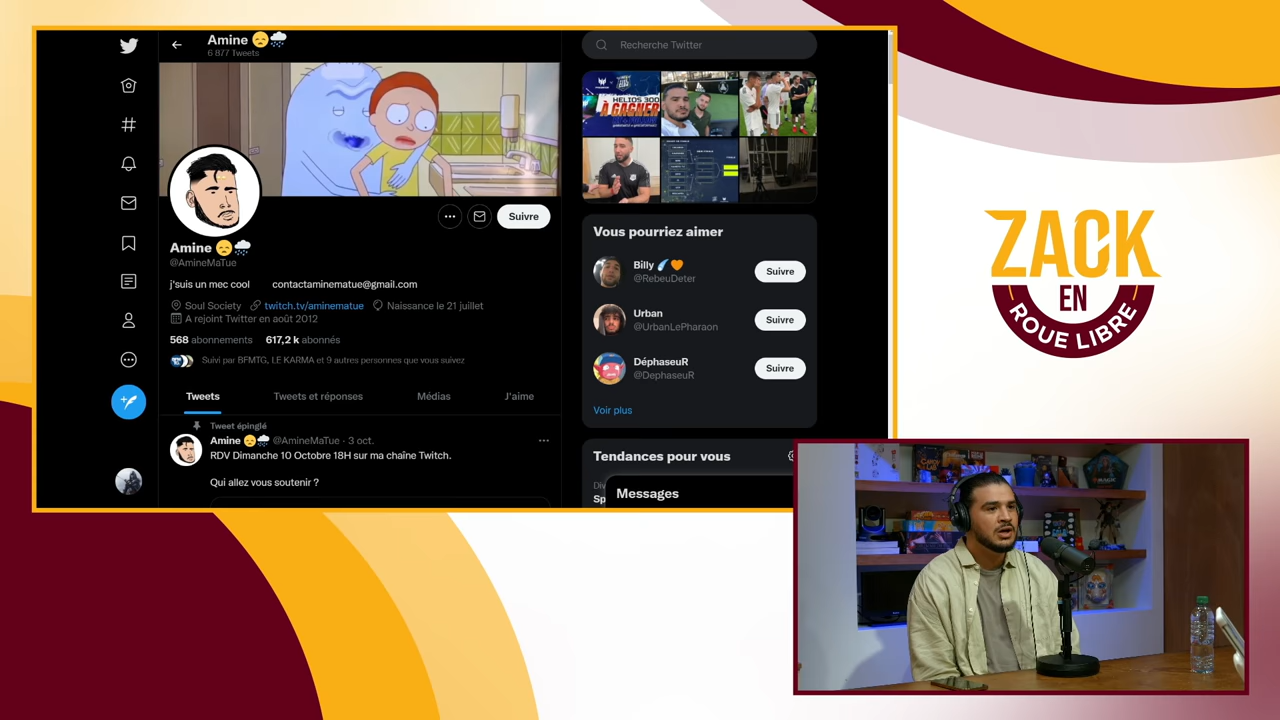 Amine
6 877 Tweets
Recherche Twitter
HELIOS 300
À GAGNER
Suivre
Amine
@AmineMaTue
j'suis un mec cool contactaminematue@gmail.com
Soul Society twitch.tv/aminematue Naissance le 21 juillet
A rejoint Twitter en août 2012
568 abonnements 617,2 k abonnés
Suivi par BFMTG, LE KARMA et 9 autres personnes que vous suivez
Tweets Tweets et réponses Médias J'aime
Tweet épinglé
Amine @AmineMaTue · 3 oct.
RDV Dimanche 10 Octobre 18H sur ma chaîne Twitch.
Qui allez vous soutenir ?
Vous pourriez aimer
Billy
@RebeuDeter
Suivre
Urban
@UrbanLePharaon
Suivre
DéphaseuR
@DephaseuR
Suivre
Voir plus
Tendances pour vous
Div
Sp
Messages
ZACK
EN
ROUE LIBRE